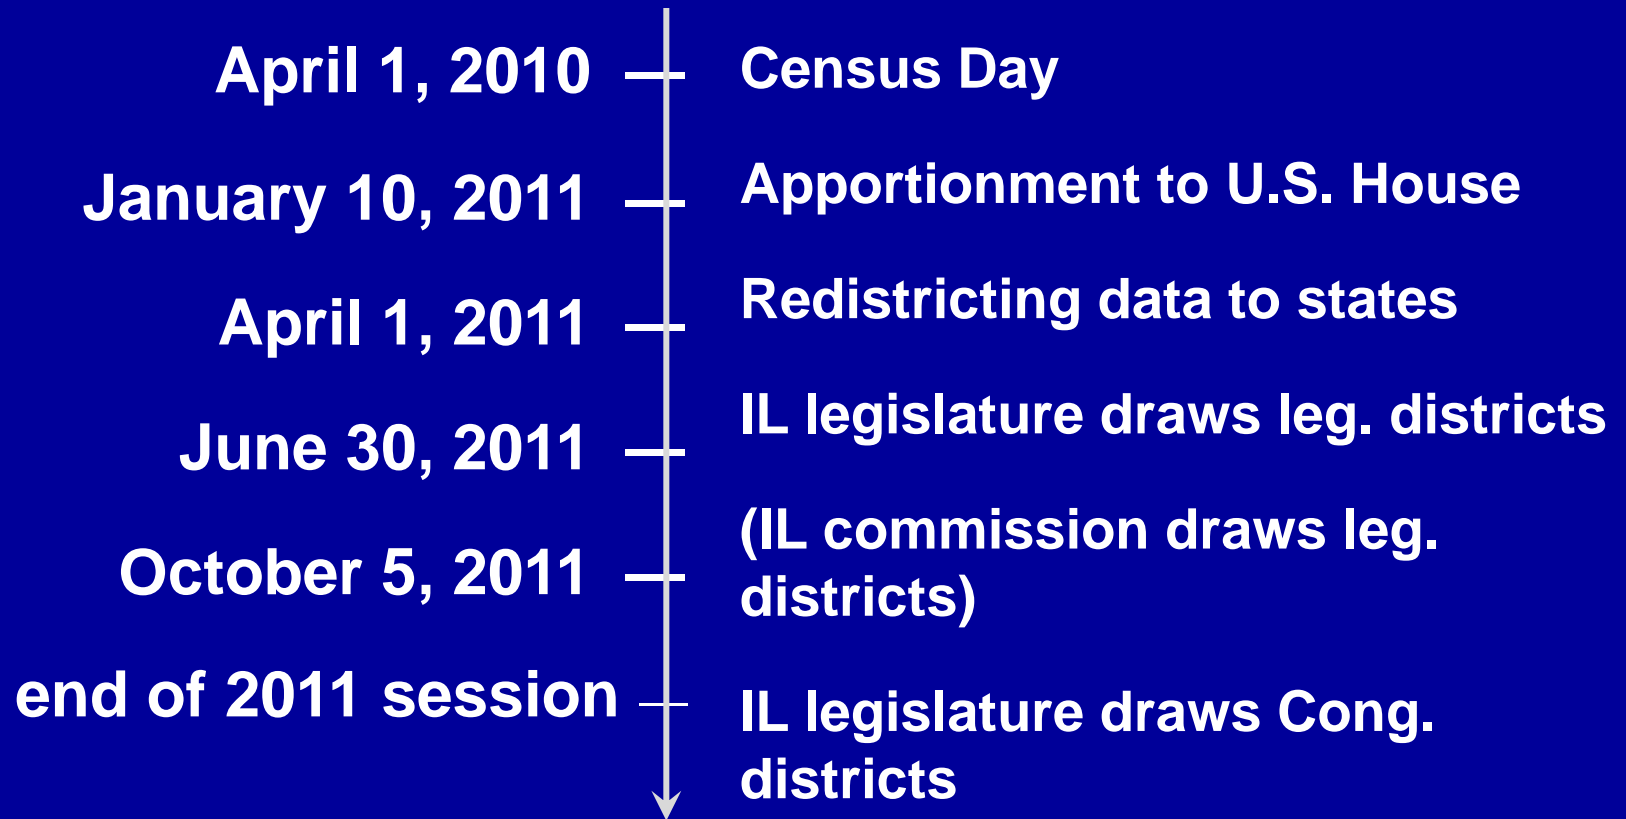 April 1, 2010
Census Day
January 10, 2011
Apportionment to U.S. House
April 1, 2011
Redistricting data to states
June 30, 2011
IL legislature draws leg. districts
October 5, 2011
(IL commission draws leg.
districts)
end of 2011 session
IL legislature draws Cong.
districts